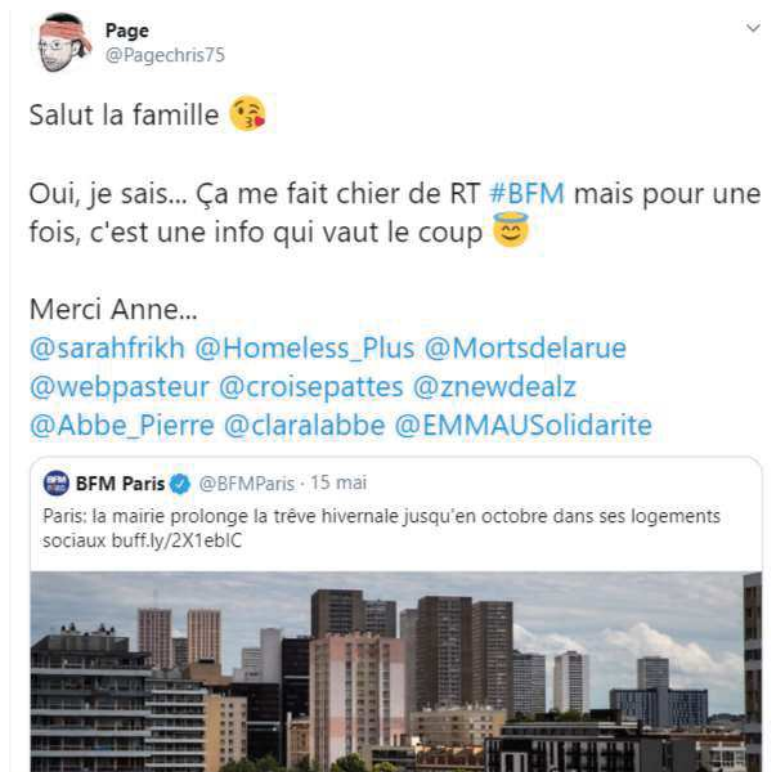 Page
@Pagechris75
Salut la famille 😘
Oui, je sais... Ça me fait chier de RT #BFM mais pour une
fois, c'est une info qui vaut le coup 😇
Merci Anne...
@sarahfrikh @Homeless_Plus @Mortsdelarue
@webpasteur @croisepattes @znewdealz
@Abbe_Pierre @claralabbe @EMMAUSolidarite
BFM Paris @BFMParis · 15 mai
Paris: la mairie prolonge la trêve hivernale jusqu'en octobre dans ses logements
sociaux buff.ly/2X1eblC